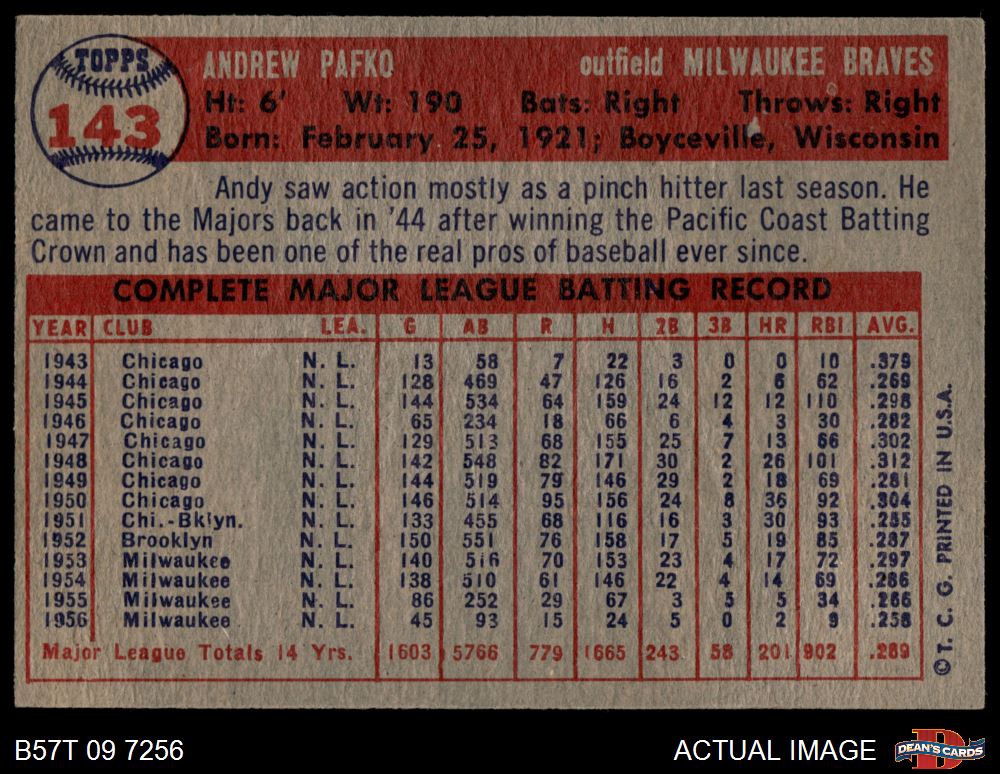 TOPPS
143
ANDREW PAFKO outfield MILWAUKEE BRAVES
Ht: 6' Wt: 190 Bats: Right Throws: Right
Born: February 25, 1921; Boyceville, Wisconsin
Andy saw action mostly as a pinch hitter last season. He
came to the Majors back in '44 after winning the Pacific Coast Batting
Crown and has been one of the real pros of baseball ever since.
COMPLETE MAJOR LEAGUE BATTING RECORD
YEAR CLUB LEA. G AB R H 2B 3B HR RBI AVG.
1943 Chicago N. L. 13 58 7 22 3 0 0 10 .379
1944 Chicago N. L. 128 469 47 126 16 2 6 62 .269
1945 Chicago N. L. 144 534 64 159 24 12 12 110 .298
1946 Chicago N. L. 65 234 18 66 6 4 3 30 .282
1947 Chicago N. L. 129 513 68 155 25 7 13 66 .302
1948 Chicago N. L. 142 548 82 171 30 2 26 101 .312
1949 Chicago N. L. 144 519 79 146 29 2 18 69 .281
1950 Chicago N. L. 146 514 95 156 24 8 36 92 .304
1951 Chi.-Bklyn. N. L. 133 455 68 116 16 3 30 93 .255
1952 Brooklyn N. L. 150 551 76 158 17 5 19 85 .287
1953 Milwaukee N. L. 140 516 70 153 23 4 17 72 .297
1954 Milwaukee N. L. 138 510 61 146 22 4 14 69 .286
1955 Milwaukee N. L. 86 252 29 67 3 5 5 34 .266
1956 Milwaukee N. L. 45 93 15 24 5 0 2 9 .258
Major League Totals 14 Yrs. 1603 5766 779 1665 243 58 201 902 .289
© T. C. G. PRINTED IN U.S.A.
B57T 09 7256
ACTUAL IMAGE
DEAN'S CARDS